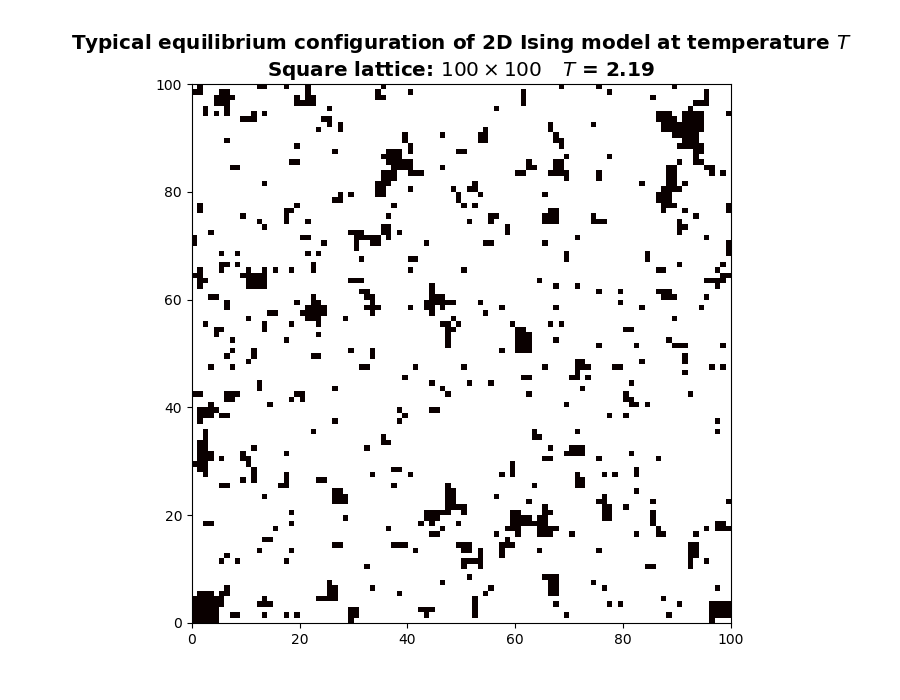 Typical equilibrium configuration of 2D Ising model at temperature T
Square lattice: 100 × 100 T = 2.19
100
80
60
40
20
0
0 20 40 60 80 100